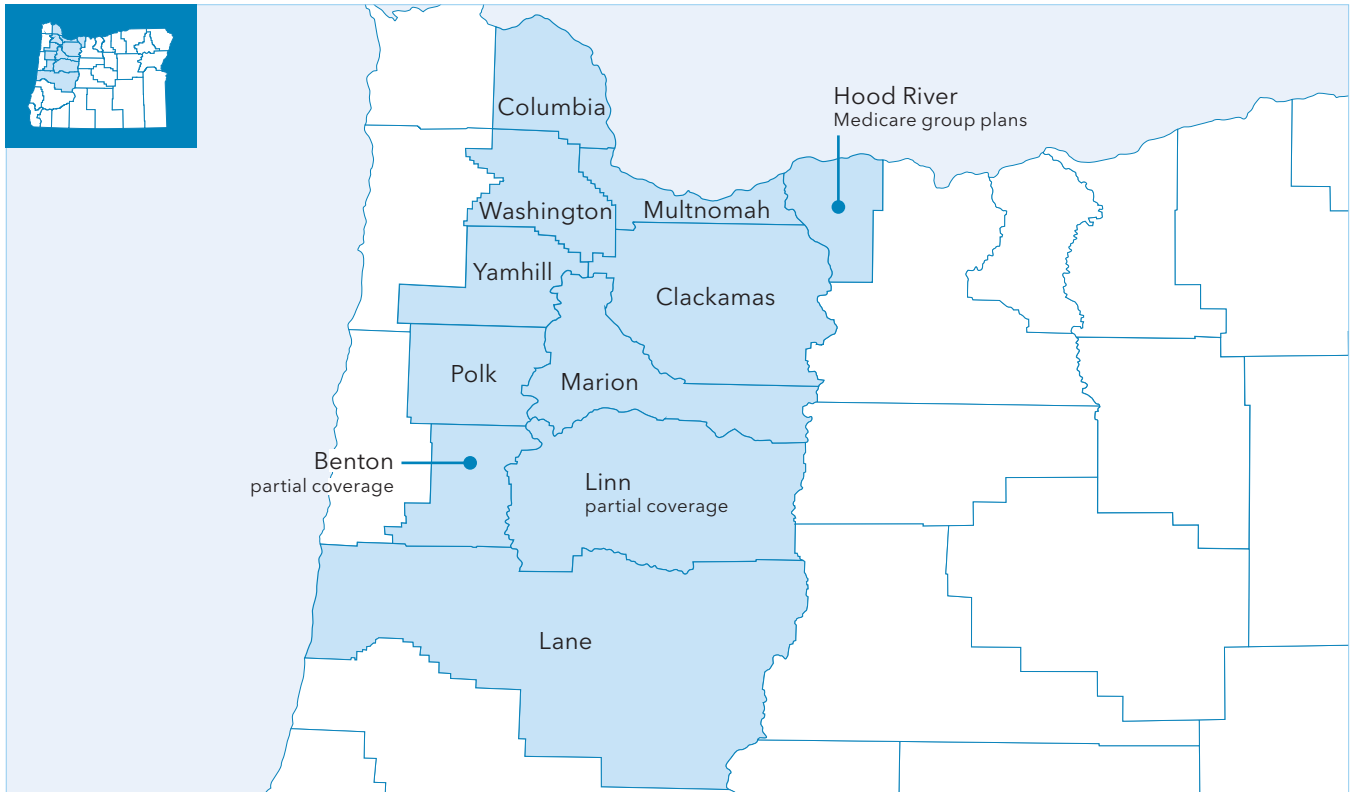 Columbia
Hood River
Medicare group plans
Washington
Multnomah
Yamhill
Clackamas
Polk
Marion
Benton
partial coverage
Linn
partial coverage
Lane